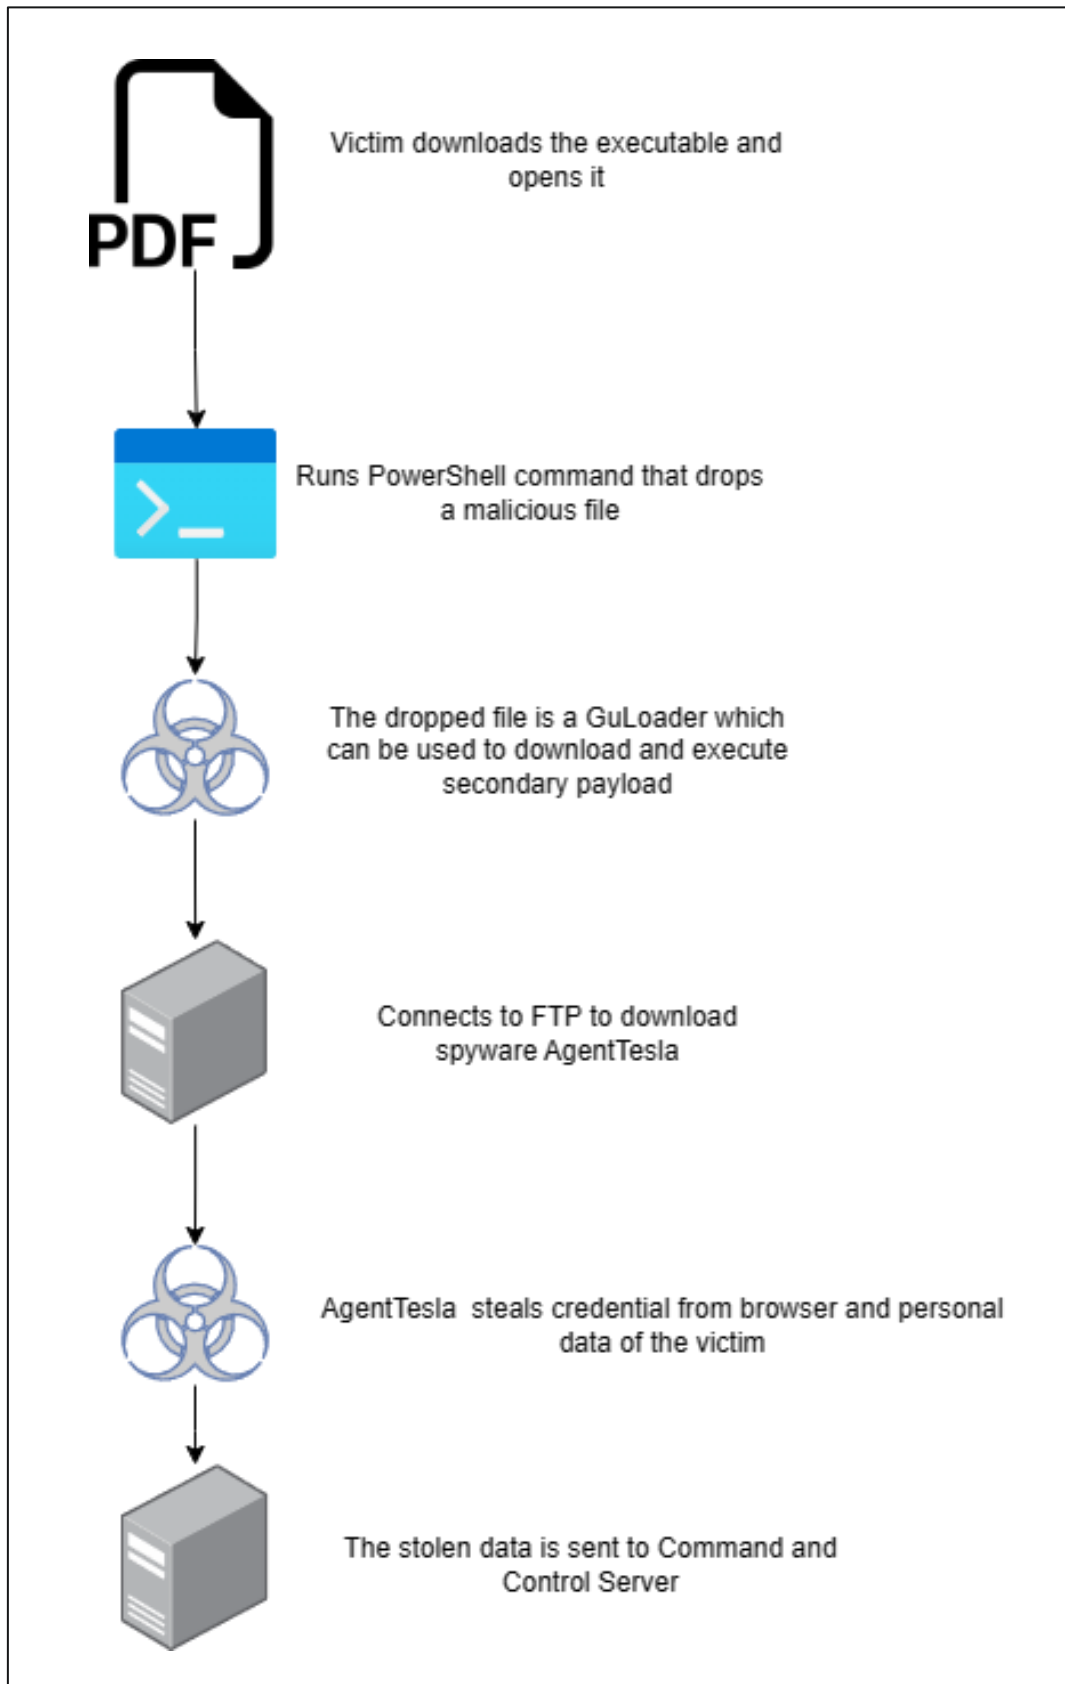 Victim downloads the executable and
opens it
PDF
Runs PowerShell command that drops
a malicious file
The dropped file is a GuLoader which
can be used to download and execute
secondary payload
Connects to FTP to download
spyware AgentTesla
AgentTesla  steals credential from browser and personal
data of the victim
The stolen data is sent to Command and
Control Server